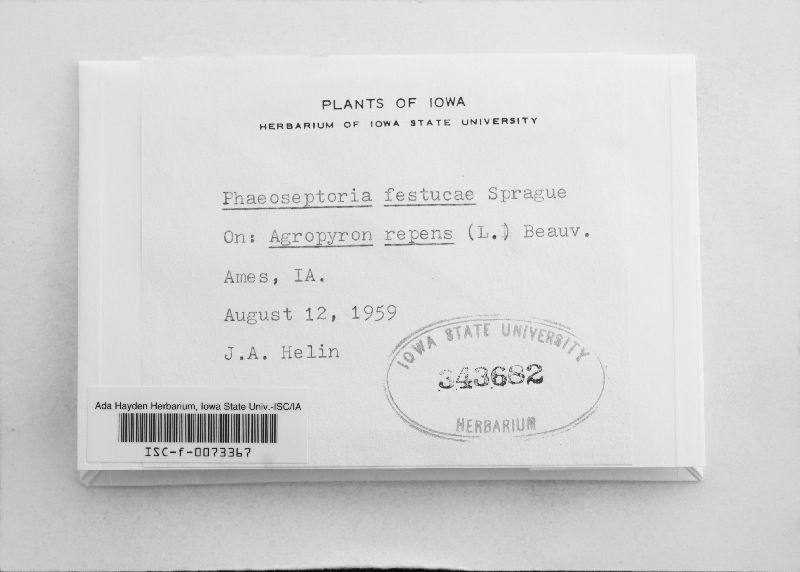 PLANTS OF IOWA
HERBARIUM OF IOWA STATE UNIVERSITY
Phaeoseptoria festucae Sprague
On: Agropyron repens (L.) Beauv.
Ames, IA.
August 12, 1959
J.A. Helin
IOWA STATE UNIVERSITY
343682
HERBARIUM
Ada Hayden Herbarium, Iowa State Univ.-ISC/IA
ISC-f-0073367